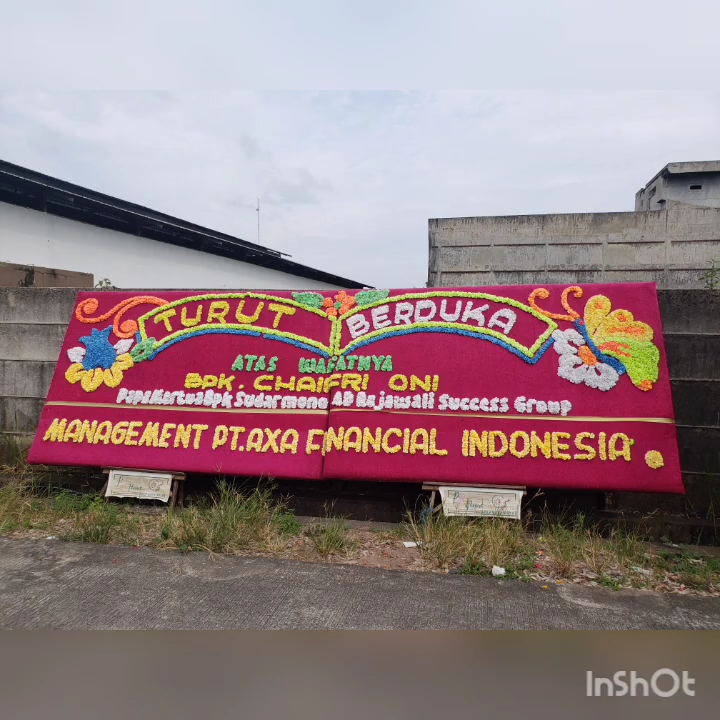 TURUT BERDUKA
ATAS WAFATNYA
BPK. CHAIFRI ONI
Papa Mertua Bpk Sudarmono AD Rajawali Success Group
MANAGEMENT PT. AXA FINANCIAL INDONESIA
InShOt